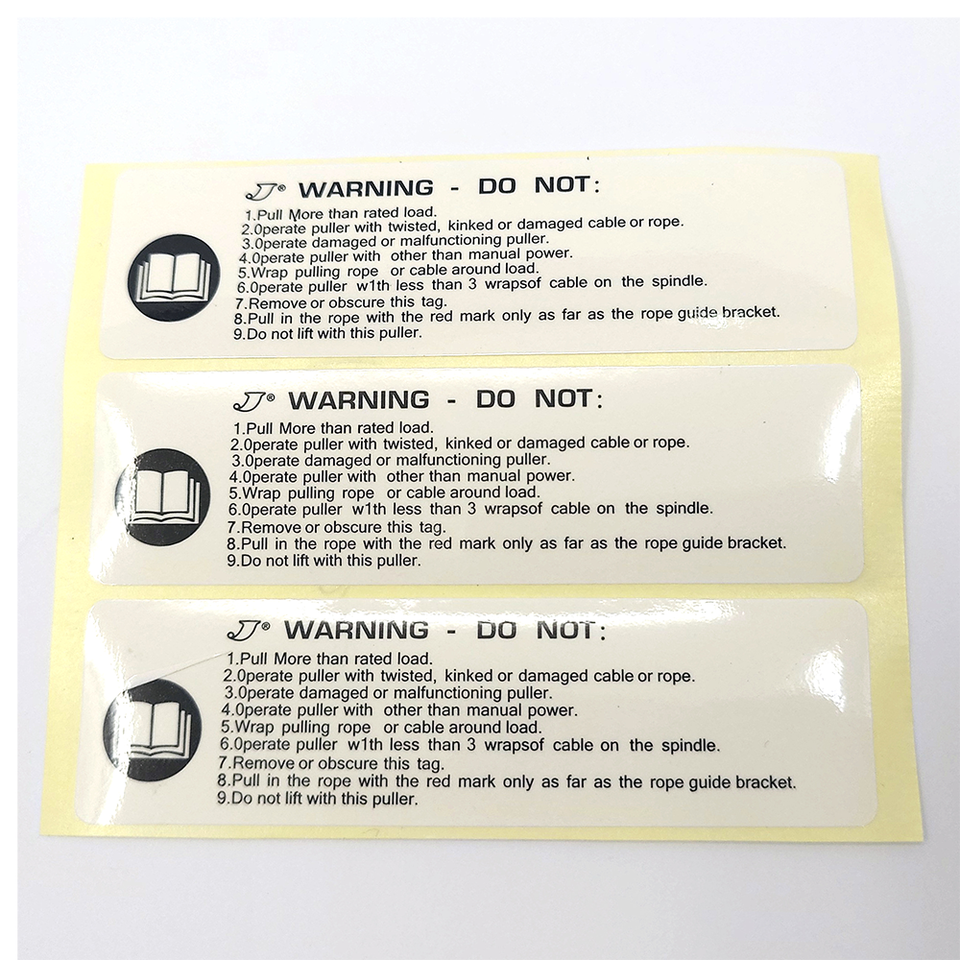 ® WARNING - DO NOT:
1.Pull More than rated load.
2.0perate puller with twisted, kinked or damaged cable or rope.
3.0perate damaged or malfunctioning puller.
4.0perate puller with other than manual power.
5.Wrap pulling rope or cable around load.
6.0perate puller w1th less than 3 wrapsof cable on the spindle.
7.Remove or obscure this tag.
8.Pull in the rope with the red mark only as far as the rope guide bracket.
9.Do not lift with this puller.
® WARNING - DO NOT:
1.Pull More than rated load.
2.0perate puller with twisted, kinked or damaged cable or rope.
3.0perate damaged or malfunctioning puller.
4.0perate puller with other than manual power.
5.Wrap pulling rope or cable around load.
6.0perate puller w1th less than 3 wrapsof cable on the spindle.
7.Remove or obscure this tag.
8.Pull in the rope with the red mark only as far as the rope guide bracket.
9.Do not lift with this puller.
® WARNING - DO NOT:
1.Pull More than rated load.
2.0perate puller with twisted, kinked or damaged cable or rope.
3.0perate damaged or malfunctioning puller.
4.0perate puller with other than manual power.
5.Wrap pulling rope or cable around load.
6.0perate puller w1th less than 3 wrapsof cable on the spindle.
7.Remove or obscure this tag.
8.Pull in the rope with the red mark only as far as the rope guide bracket.
9.Do not lift with this puller.